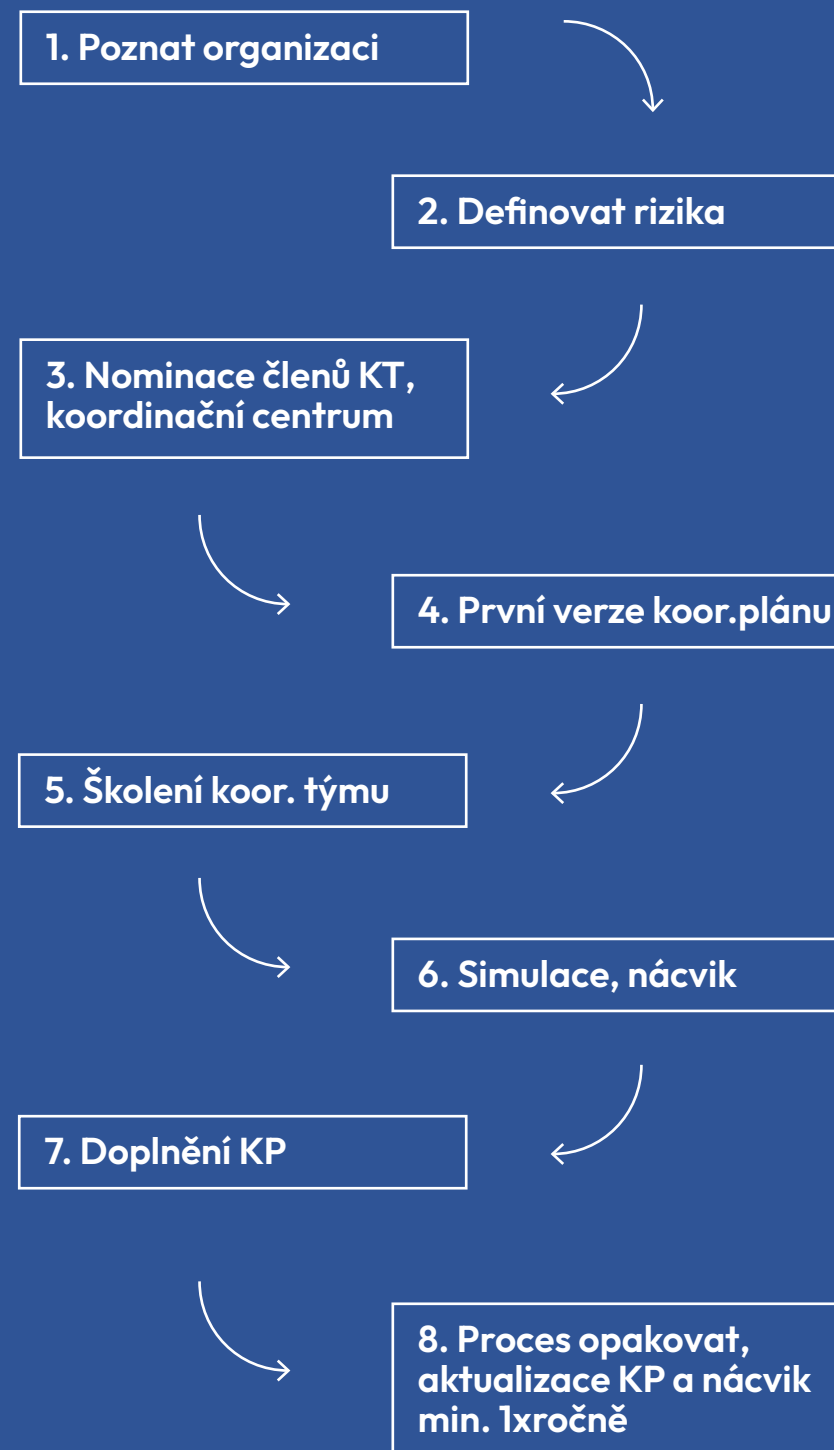 1. Poznat organizaci
2. Definovat rizika
3. Nominace členů KT,
koordinační centrum
4. První verze koor.plánu
5. Školení koor. týmu
6. Simulace, nácvik
7. Doplnění KP
8. Proces opakovat,
aktualizace KP a nácvik
min. 1xročně